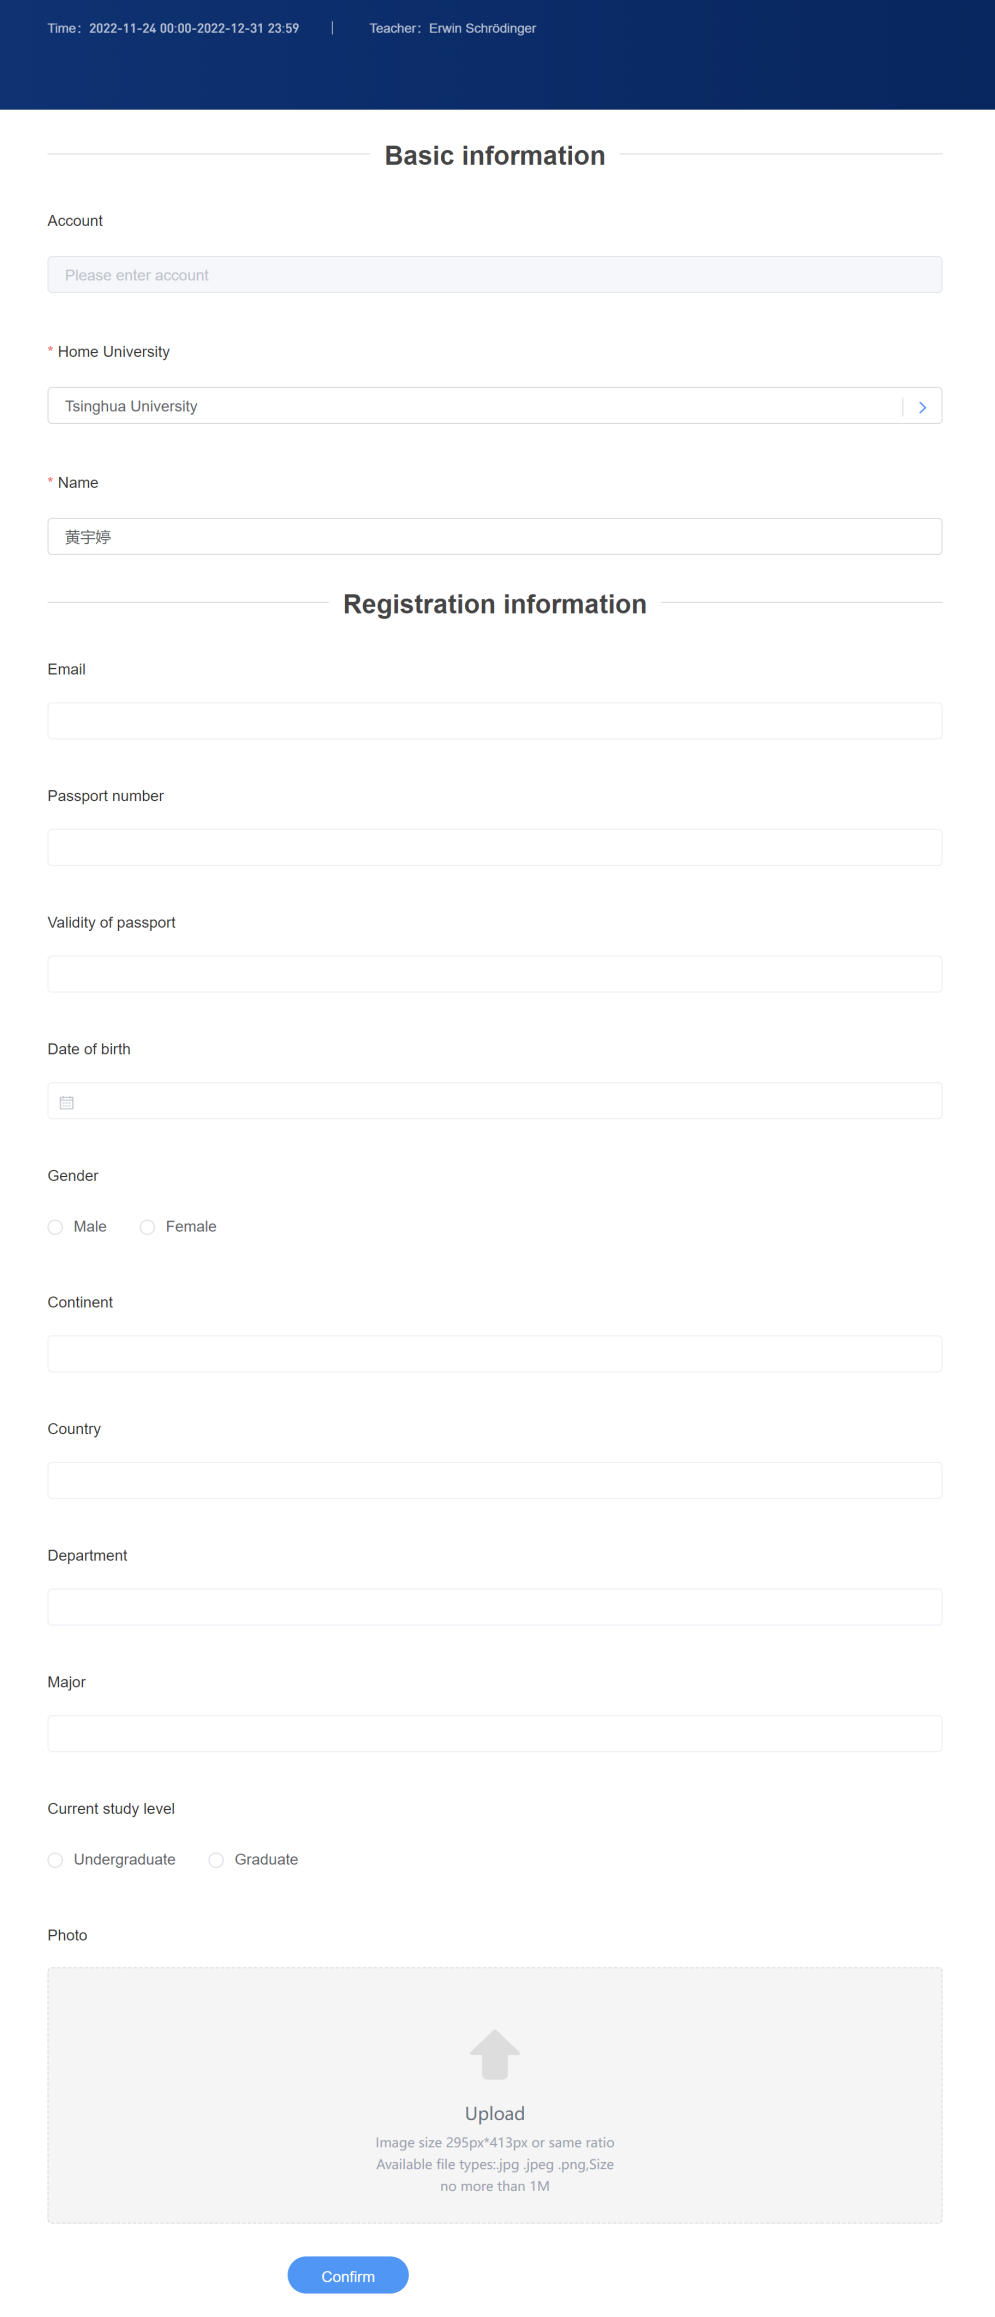 Time：2022-11-24 00:00-2022-12-31 23:59 | Teacher：Erwin Schrödinger
Basic information
Account
Please enter account
* Home University
Tsinghua University
* Name
黄宇婷
Registration information
Email
Passport number
Validity of passport
Date of birth
Gender
Male Female
Continent
Country
Department
Major
Current study level
Undergraduate Graduate
Photo
Upload
Image size 295px*413px or same ratio
Available file types:.jpg .jpeg .png,Size
no more than 1M
Confirm